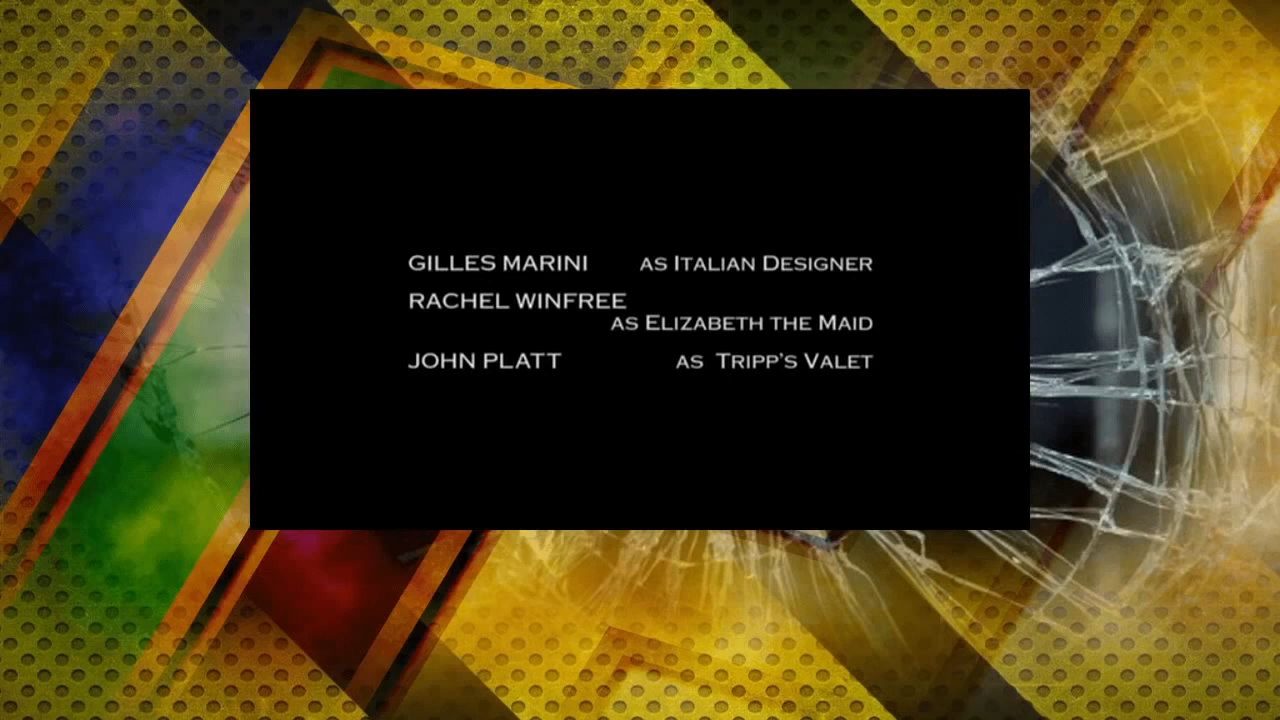 GILLES MARINI AS ITALIAN DESIGNER
RACHEL WINFREE
AS ELIZABETH THE MAID
JOHN PLATT AS TRIPP'S VALET